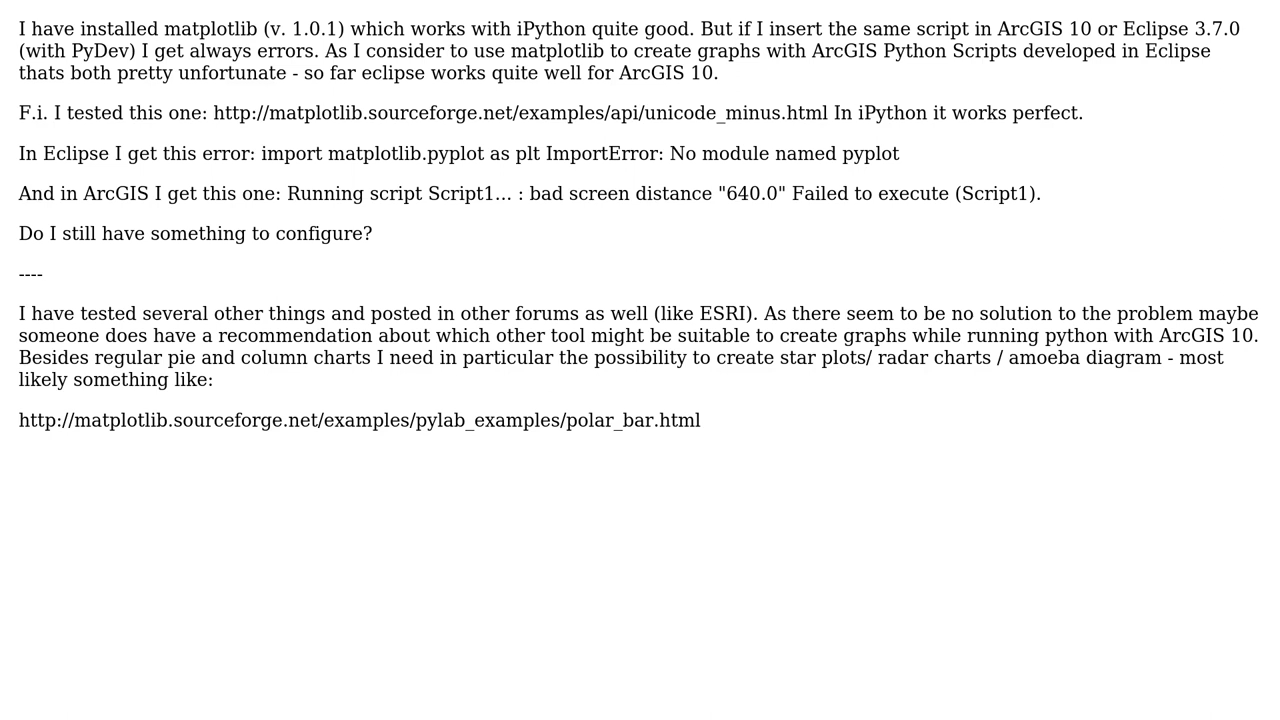 I have installed matplotlib (v. 1.0.1) which works with iPython quite good. But if I insert the same script in ArcGIS 10 or Eclipse 3.7.0
(with PyDev) I get always errors. As I consider to use matplotlib to create graphs with ArcGIS Python Scripts developed in Eclipse
thats both pretty unfortunate - so far eclipse works quite well for ArcGIS 10.
F.i. I tested this one: http://matplotlib.sourceforge.net/examples/api/unicode_minus.html In iPython it works perfect.
In Eclipse I get this error: import matplotlib.pyplot as plt ImportError: No module named pyplot
And in ArcGIS I get this one: Running script Script1... : bad screen distance "640.0" Failed to execute (Script1).
Do I still have something to configure?
----
I have tested several other things and posted in other forums as well (like ESRI). As there seem to be no solution to the problem maybe
someone does have a recommendation about which other tool might be suitable to create graphs while running python with ArcGIS 10.
Besides regular pie and column charts I need in particular the possibility to create star plots/ radar charts / amoeba diagram - most
likely something like:
http://matplotlib.sourceforge.net/examples/pylab_examples/polar_bar.html